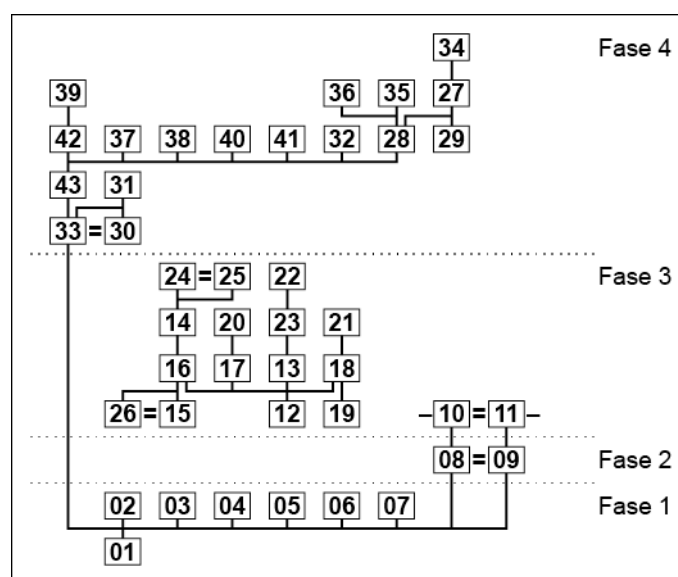 34 Fase 4
39 36 35 27
42 37 38 40 41 32 28 29
43 31
33 = 30
24 = 25 22 Fase 3
14 20 23 21
16 17 13 18
26 = 15 12 19 – 10 = 11 –
08 = 09 Fase 2
02 03 04 05 06 07 Fase 1
01